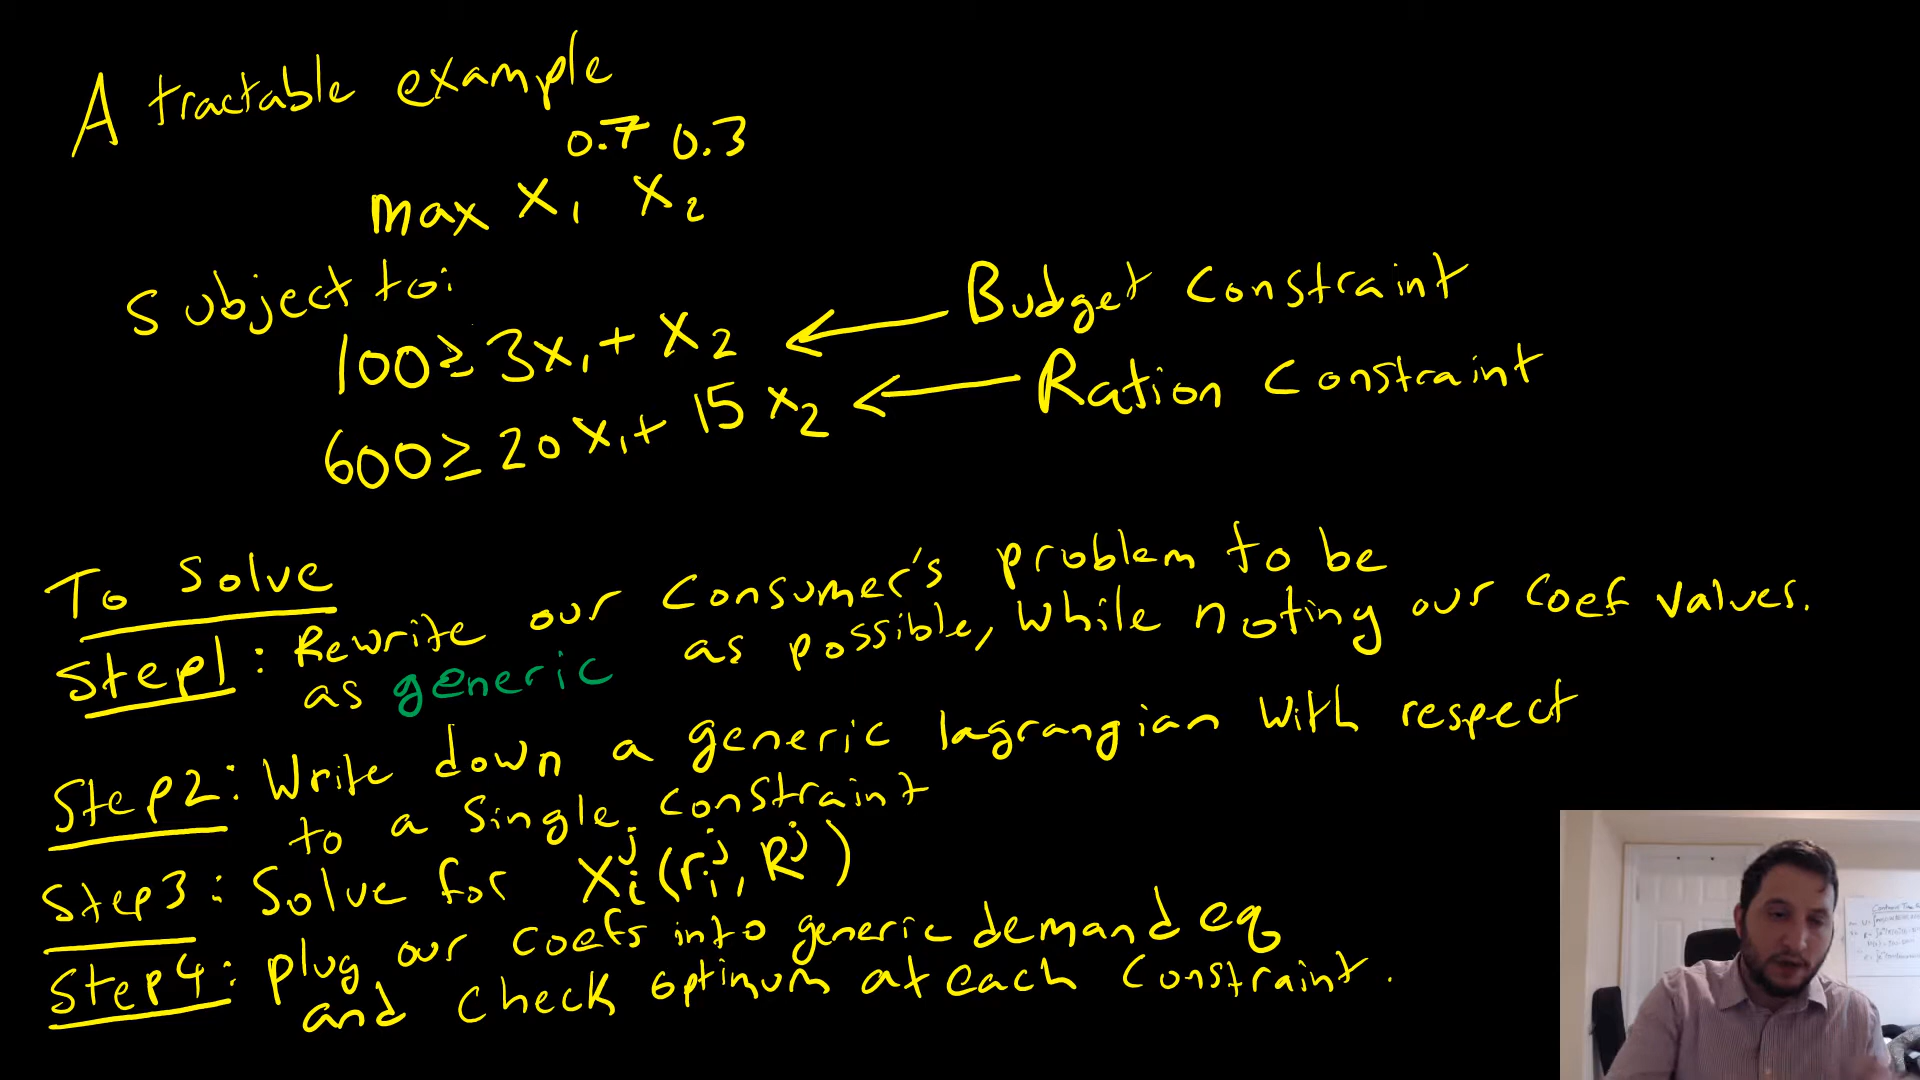 A tractable example
max x₁^0.7 x₂^0.3
Subject to:
100 ≥ 3x₁ + x₂ ← Budget Constraint
600 ≥ 20x₁ + 15x₂ ← Ration Constraint
To Solve
Step1: Rewrite our Consumer's problem to be
as generic as possible, while noting our coef values.
Step2: Write down a generic lagrangian with respect
to a single constraint
Step3: Solve for Xᵢʲ(rᵢʲ, Rʲ)
Step4: plug our coefs into generic demand eq
and check optimum at each constraint.